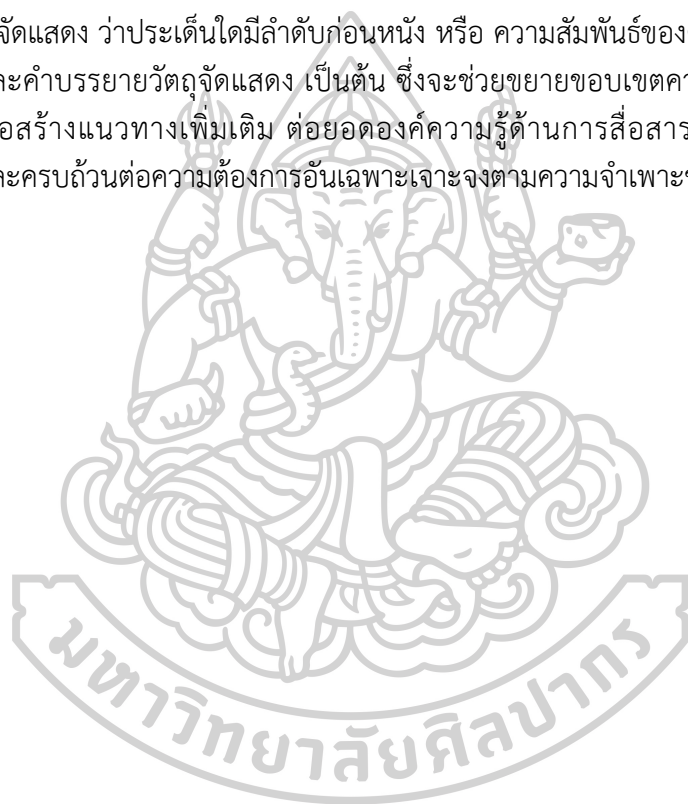 จัดแสดง ว่าประเด็นใดมีลำดับก่อนหนัง หรือ ความสัมพันธ์ของ
ละคำบรรยายวัตถุจัดแสดง เป็นต้น ซึ่งจะช่วยขยายขอบเขตคว
อสร้างแนวทางเพิ่มเติม ต่อยอดองค์ความรู้ด้านการสื่อสาร
ละครบถ้วนต่อความต้องการอันเฉพาะเจาะจงตามความจำเพาะข
มหาวิทยาลัยศิลปากร